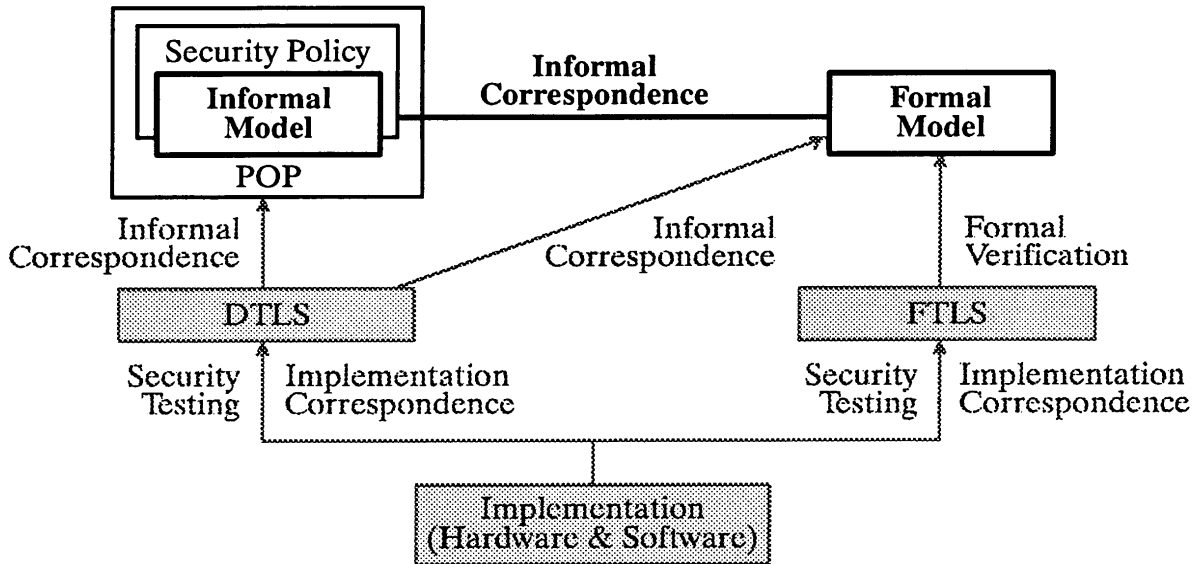 Security Policy
Informal
Model
POP
Informal
Correspondence
Formal
Model
Informal
Correspondence
Informal
Correspondence
Formal
Verification
DTLS
FTLS
Security
Testing
Implementation
Correspondence
Security
Testing
Implementation
Correspondence
Implementation
(Hardware & Software)